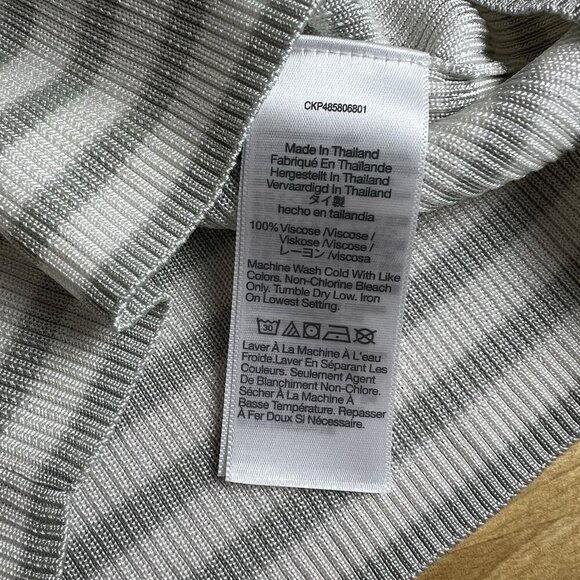 CKP485806801
Made In Thailand
Fabriqué En Thaïlande
Hergestellt In Thailand
Vervaardigd In Thailand
タイ製
hecho en tailandia
100% Viscose /Viscose/
Viskose /Viscose /
レーヨン /Viscosa
Machine Wash Cold With Like
Colors. Non-Chlorine Bleach
Only. Tumble Dry Low. Iron
On Lowest Setting.
30
Laver À La Machine À L'eau
Froide.Laver En Séparant Les
Couleurs. Seulement Agent
De Blanchiment Non-Chlore.
Sécher À La Machine À
Basse Température. Repasser
À Fer Doux Si Nécessaire.